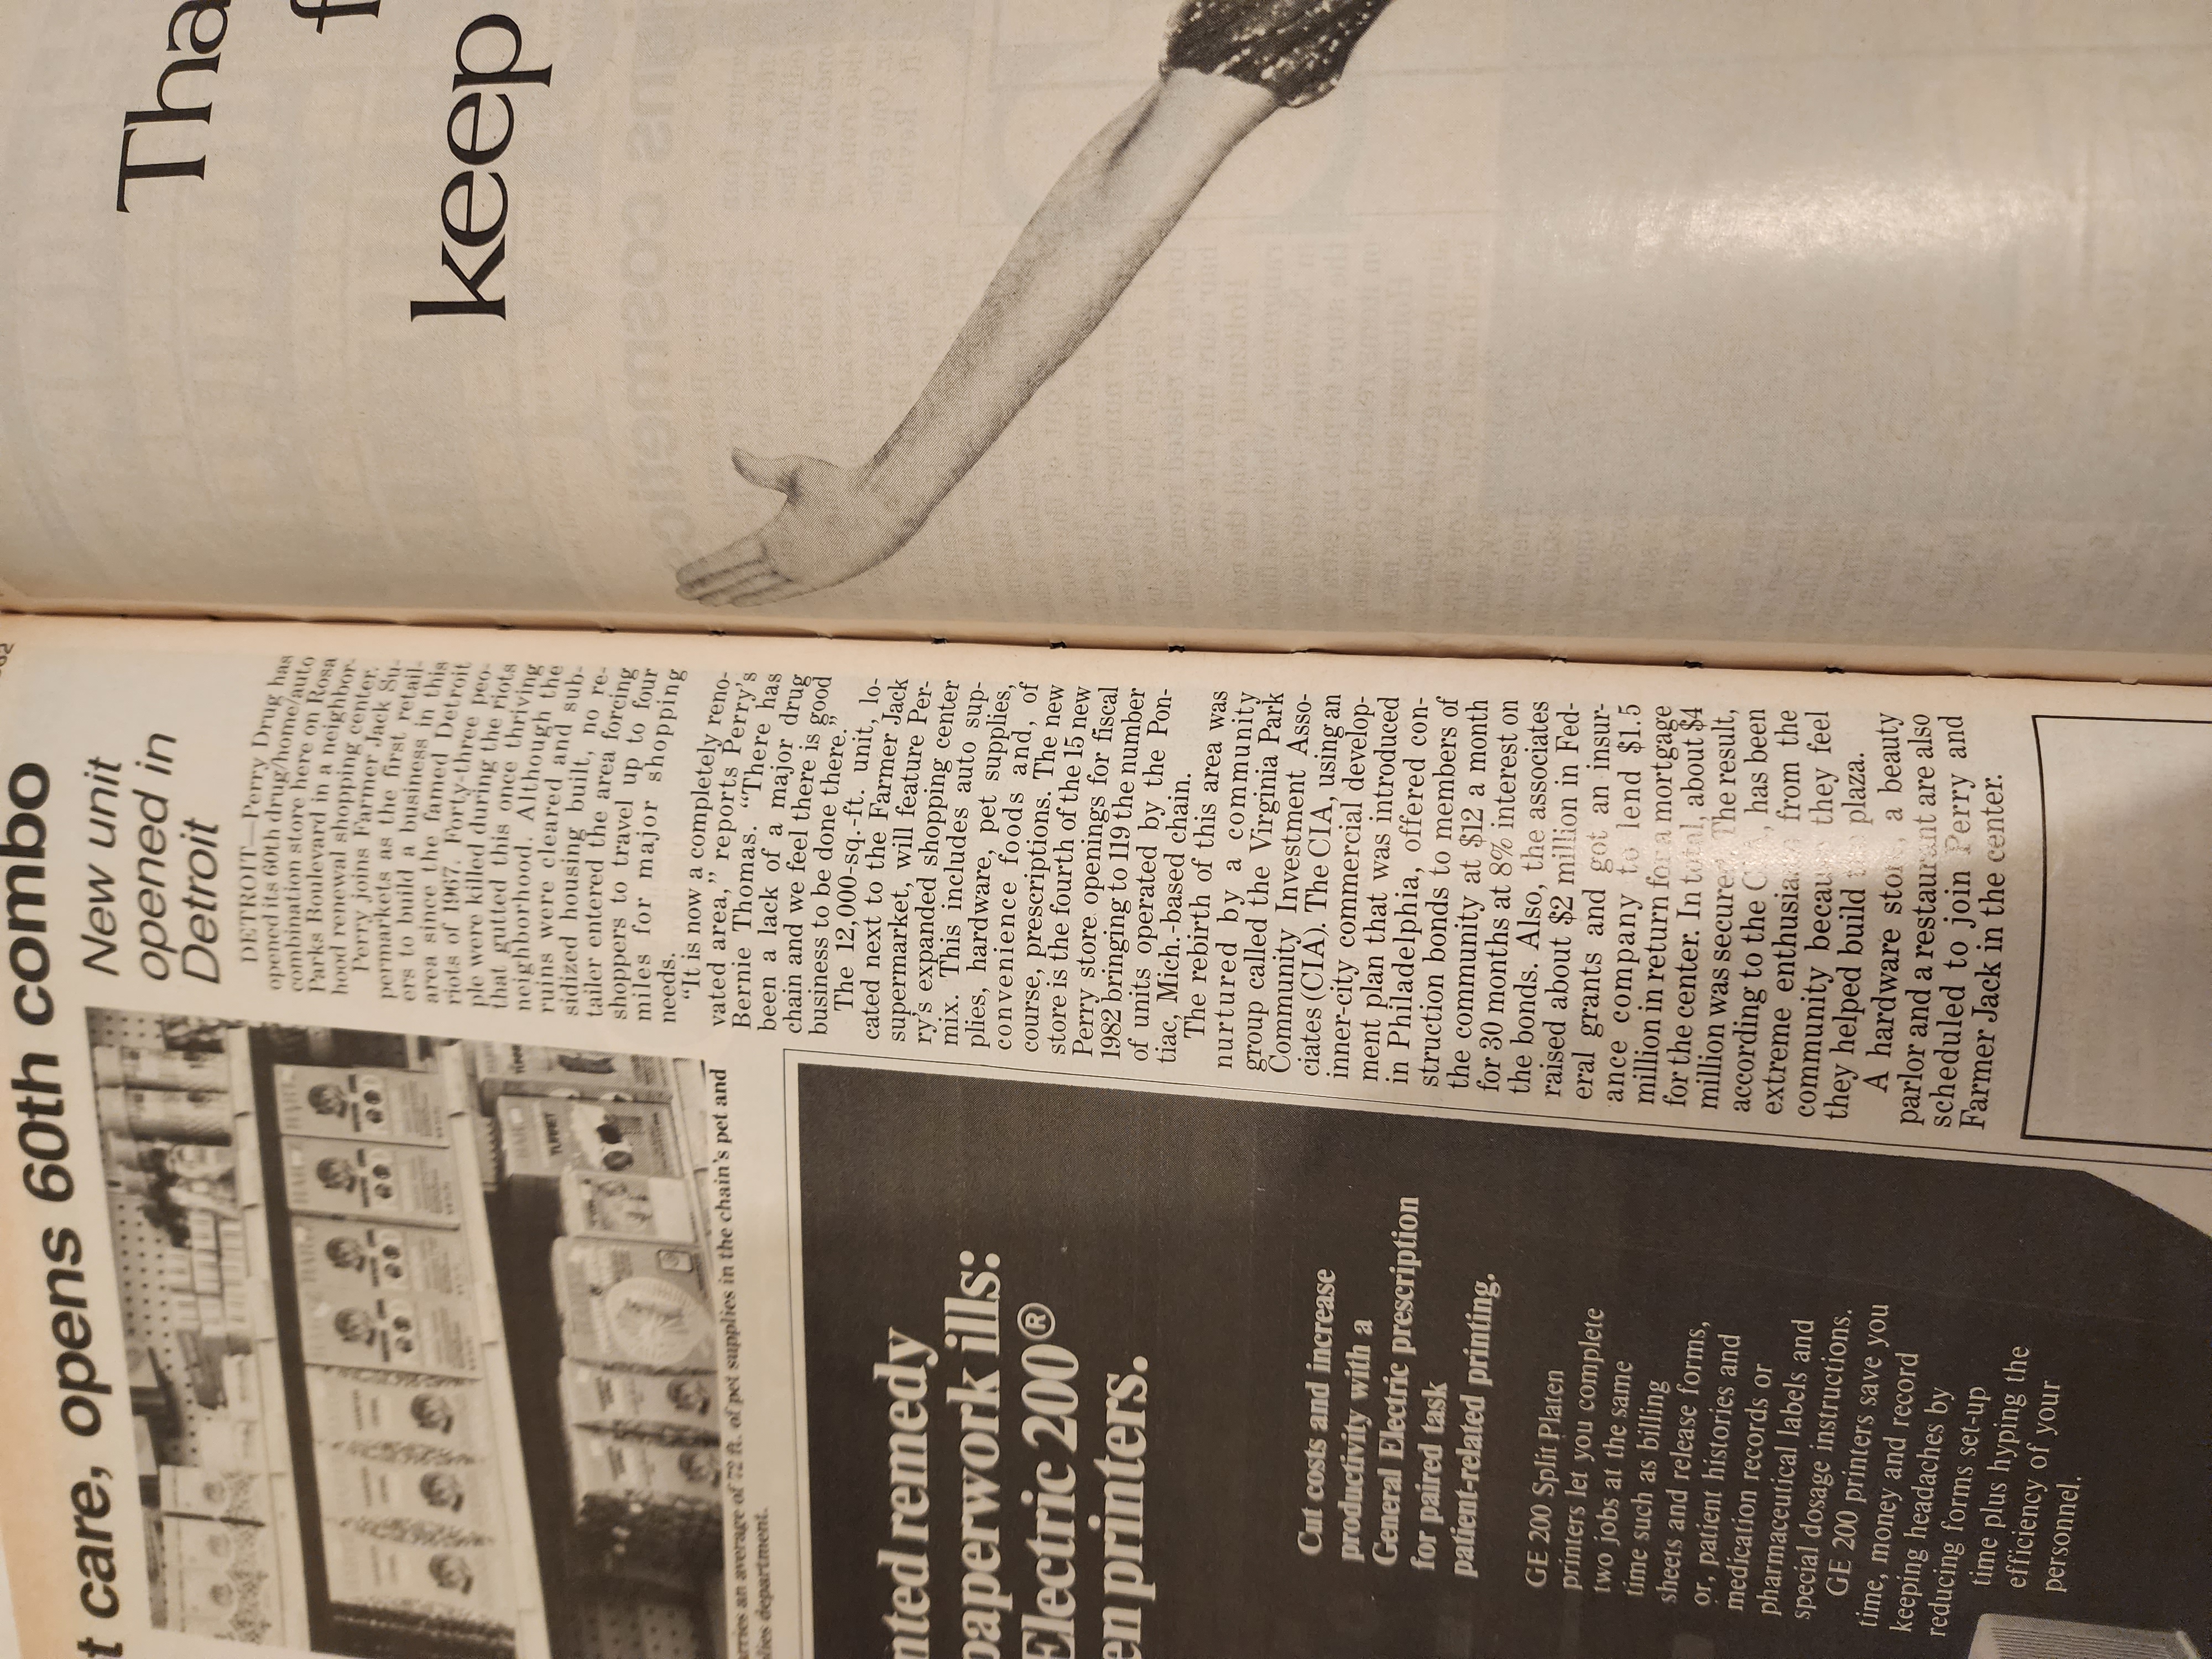 t care, opens 60th combo
New unit
opened in
Detroit
DETROIT—Perry Drug has
opened its 60th drug/home/auto
combination store here on Rosa
Parks Boulevard in a neighbor-
hood renewal shopping center.
Perry joins Farmer Jack Su-
permarkets as the first retail-
ers to build a business in this
area since the famed Detroit
riots of 1967. Forty-three peo-
ple were killed during the riots
that gutted this once thriving
neighborhood. Although the
ruins were cleared and sub-
sidized housing built, no re-
tailer entered the area forcing
shoppers to travel up to four
miles for major shopping
needs.
“It is now a completely reno-
vated area,” reports Perry’s
Bernie Thomas. “There has
been a lack of a major drug
chain and we feel there is good
business to be done there.”
The 12,000-sq.-ft. unit, lo-
cated next to the Farmer Jack
supermarket, will feature Per-
ry’s expanded shopping center
mix. This includes auto sup-
plies, hardware, pet supplies,
convenience foods and, of
course, prescriptions. The new
store is the fourth of the 15 new
Perry store openings for fiscal
1982 bringing to 119 the number
of units operated by the Pon-
tiac, Mich.-based chain.
The rebirth of this area was
nurtured by a community
group called the Virginia Park
Community Investment Asso-
ciates (CIA). The CIA, using an
inner-city commercial develop-
ment plan that was introduced
in Philadelphia, offered con-
struction bonds to members of
the community at $12 a month
for 30 months at 8% interest on
the bonds. Also, the associates
raised about $2 million in Fed-
eral grants and got an insur-
ance company to lend $1.5
million in return for a mortgage
for the center. In total, about $4
million was secured. The result,
according to the C has been
extreme enthusia from the
community because they feel
they helped build plaza.
A hardware store, a beauty
parlor and a restaurant are also
scheduled to join Perry and
Farmer Jack in the center.
rries an average of 72 ft. of pet supplies in the chain’s pet and
lies department.
nted remedy
paperwork ills:
Electric 200®
en printers.
Cut costs and increase
productivity with a
General Electric prescription
for paired task
patient-related printing.
GE 200 Split Platen
printers let you complete
two jobs at the same
time such as billing
sheets and release forms,
or, patient histories and
medication records or
pharmaceutical labels and
special dosage instructions.
GE 200 printers save you
time, money and record
keeping headaches by
reducing forms set-up
time plus hyping the
efficiency of your
personnel.
Tha
f
keep